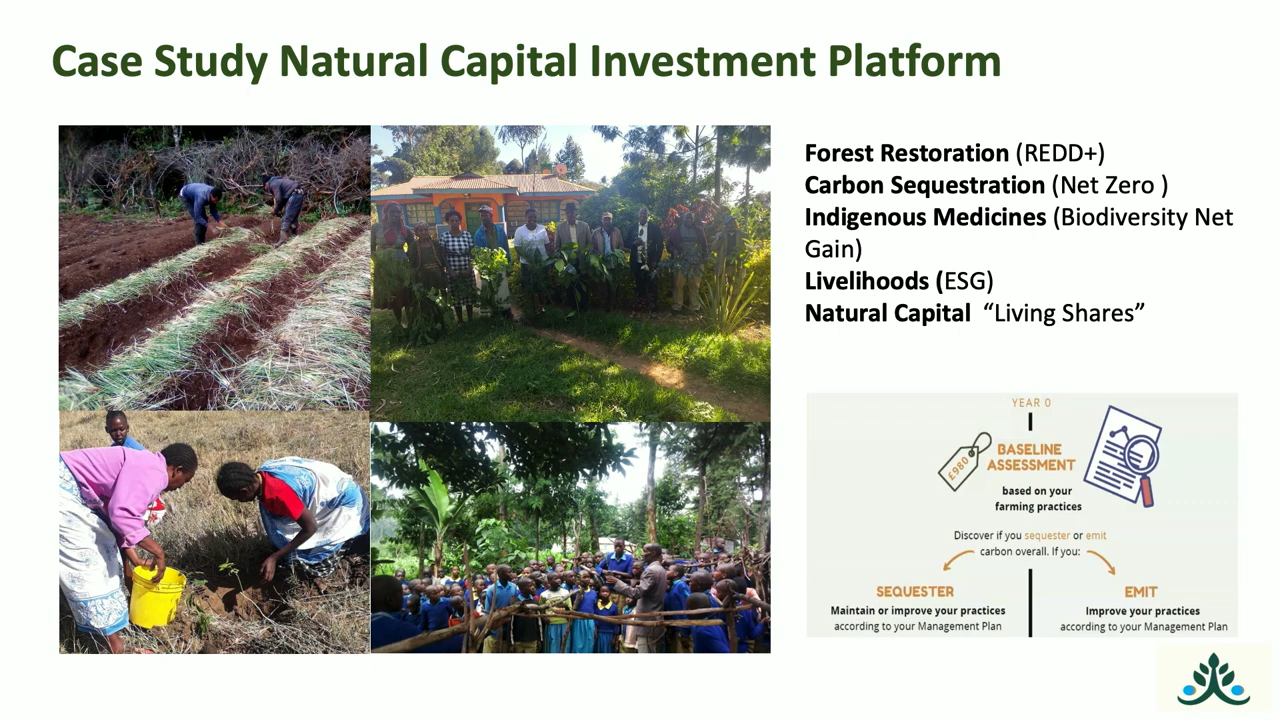 Case Study Natural Capital Investment Platform
Forest Restoration (REDD+)
Carbon Sequestration (Net Zero )
Indigenous Medicines (Biodiversity Net
Gain)
Livelihoods (ESG)
Natural Capital “Living Shares”
YEAR 0
£980
BASELINE
ASSESSMENT
based on your
farming practices
Discover if you sequester or emit
carbon overall. If you:
SEQUESTER
Maintain or improve your practices
according to your Management Plan
EMIT
Improve your practices
according to your Management Plan